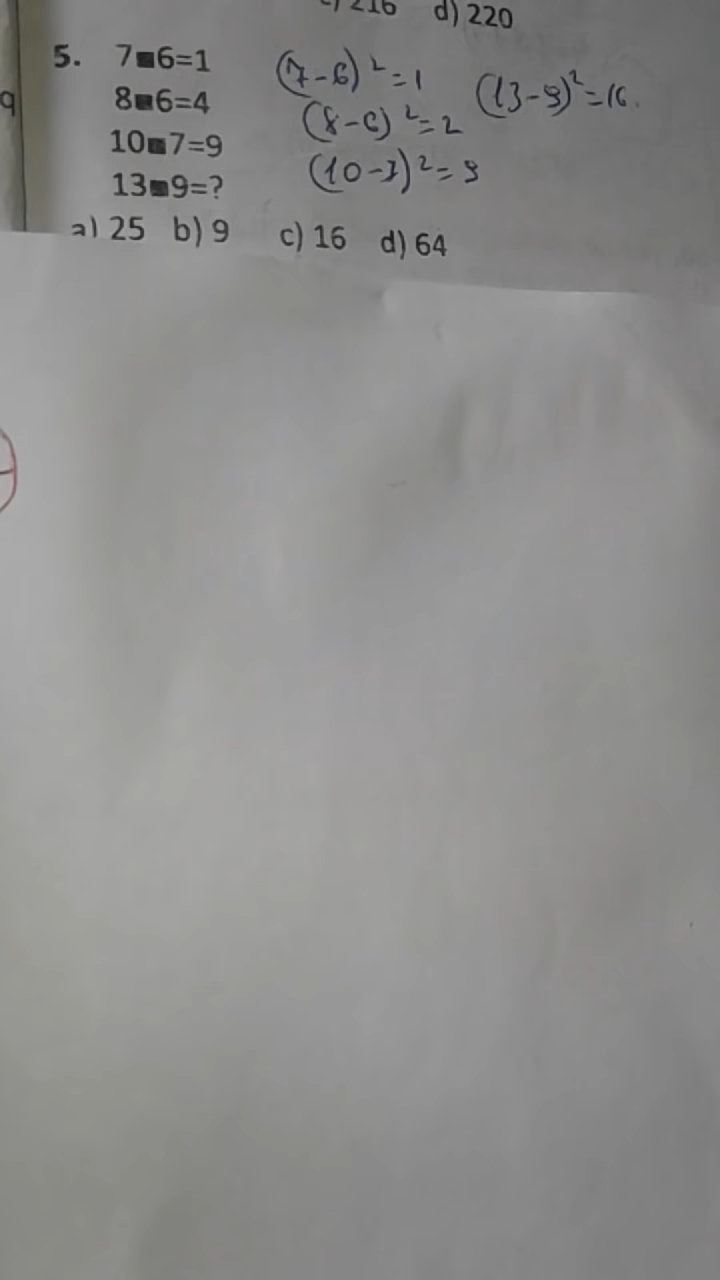 c) 216 d) 220
5. 7■6=1 (7-6)²=1 (13-9)²=16.
8■6=4 (8-6)²=2
10■7=9 (10-7)²=9
13■9=?
a) 25 b) 9 c) 16 d) 64
q